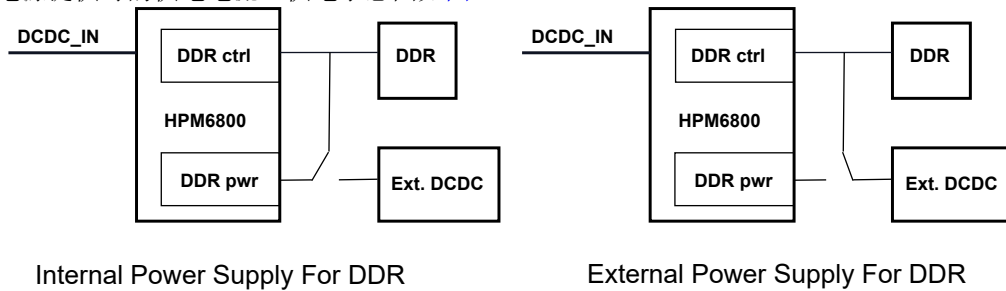 DCDC_IN
DDR ctrl
DDR
HPM6800
DDR pwr
Ext. DCDC
Internal Power Supply For DDR
DCDC_IN
DDR ctrl
DDR
HPM6800
DDR pwr
Ext. DCDC
External Power Supply For DDR